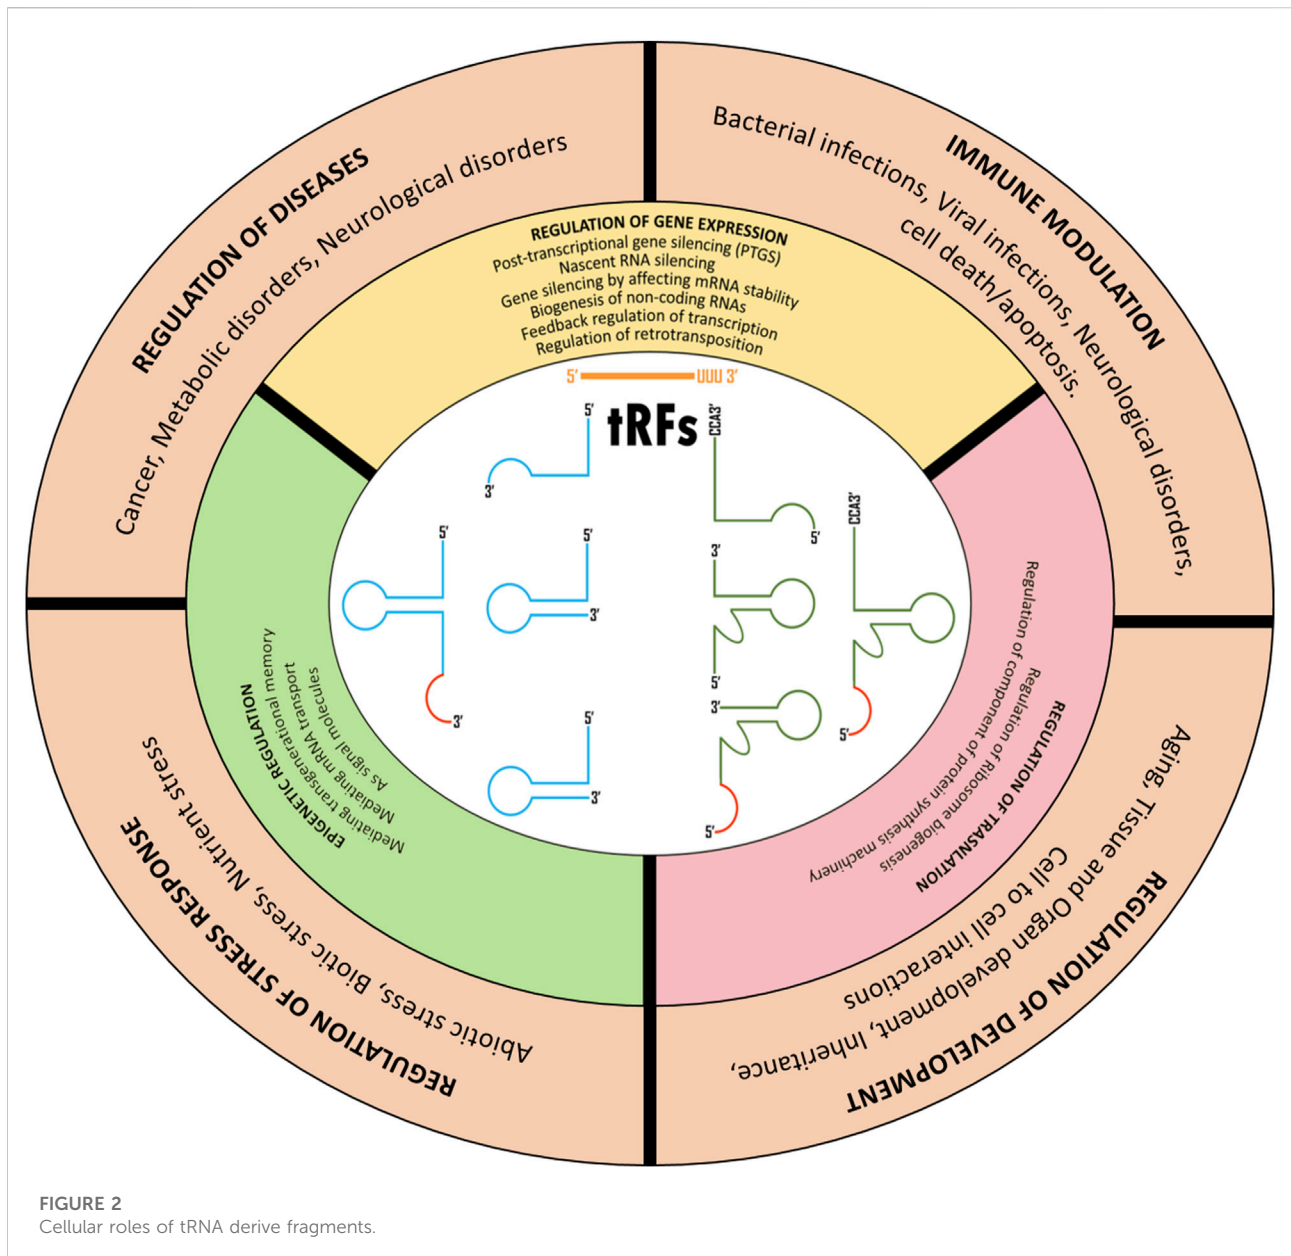 REGULATION OF DISEASES
Cancer, Metabolic disorders, Neurological disorders
IMMUNE MODULATION
Bacterial infections, Viral infections, Neurological disorders,
cell death/apoptosis.
REGULATION OF GENE EXPRESSION
Post-transcriptional gene silencing (PTGS)
Nascent RNA silencing
Gene silencing by affecting mRNA stability
Biogenesis of non-coding RNAs
Feedback regulation of transcription
Regulation of retrotransposition
5' UUU 3'
tRFs
5'
3'
5'
3'
5'
3'
5'
3'
CCA3'
5'
3'
5'
3'
5'
CCA3'
5'
EPIGENETIC REGULATION
Mediating transgenerational memory
Mediating mRNA transport
As signal molecules
REGULATION OF TRASNLATION
Regulation of Ribosome biogenesis
Regulation of component of protein synthesis machinery
REGULATION OF STRESS RESPONSE
Abiotic stress, Biotic stress, Nutrient stress
REGULATION OF DEVELOPMENT
Aging, Tissue and Organ development, Inheritance,
Cell to cell interactions
FIGURE 2
Cellular roles of tRNA derive fragments.